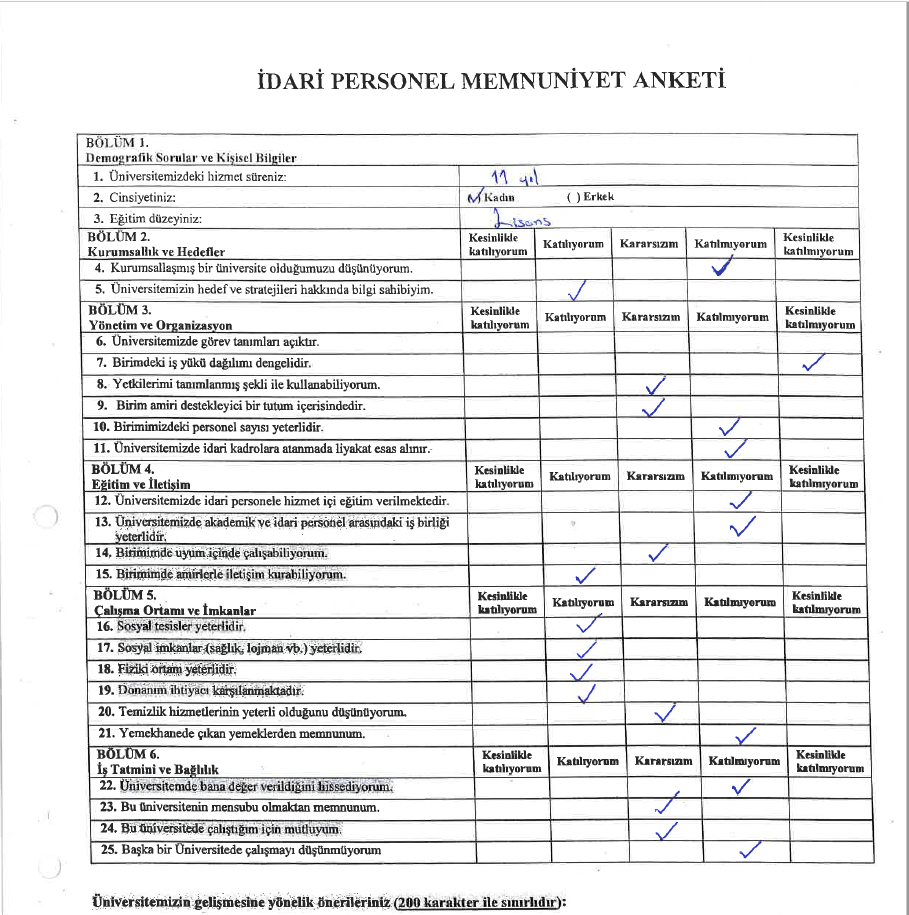 İDARİ PERSONEL MEMNUNİYET ANKETİ
BÖLÜM 1.
Demografik Sorular ve Kişisel Bilgiler
1. Üniversitemizdeki hizmet süreniz: 11 yıl
2. Cinsiyetiniz: (✓) Kadın ( ) Erkek
3. Eğitim düzeyiniz: Lisans
BÖLÜM 2.
Kurumsallık ve Hedefler
Kesinlikle katılıyorum Katılıyorum Kararsızım Katılmıyorum Kesinlikle katılmıyorum
4. Kurumsallaşmış bir üniversite olduğumuzu düşünüyorum. ✓
5. Üniversitemizin hedef ve stratejileri hakkında bilgi sahibiyim. ✓
BÖLÜM 3.
Yönetim ve Organizasyon
Kesinlikle katılıyorum Katılıyorum Kararsızım Katılmıyorum Kesinlikle katılmıyorum
6. Üniversitemizde görev tanımları açıktır.
7. Birimdeki iş yükü dağılımı dengelidir. ✓
8. Yetkilerimi tanımlanmış şekli ile kullanabiliyorum. ✓
9. Birim amiri destekleyici bir tutum içerisindedir. ✓
10. Birimimizdeki personel sayısı yeterlidir. ✓
11. Üniversitemizde idari kadrolara atanmada liyakat esas alınır. ✓
BÖLÜM 4.
Eğitim ve İletişim
Kesinlikle katılıyorum Katılıyorum Kararsızım Katılmıyorum Kesinlikle katılmıyorum
12. Üniversitemizde idari personele hizmet içi eğitim verilmektedir. ✓
13. Üniversitemizde akademik ve idari personel arasındaki iş birliği
yeterlidir. ✓
14. Birimimde uyum içinde çalışabiliyorum. ✓
15. Birimimde amirlerle iletişim kurabiliyorum. ✓
BÖLÜM 5.
Çalışma Ortamı ve İmkanlar
Kesinlikle katılıyorum Katılıyorum Kararsızım Katılmıyorum Kesinlikle katılmıyorum
16. Sosyal tesisler yeterlidir. ✓
17. Sosyal imkanlar (sağlık, lojman vb.) yeterlidir. ✓
18. Fiziki ortam yeterlidir. ✓
19. Donanım ihtiyacı karşılanmaktadır. ✓
20. Temizlik hizmetlerinin yeterli olduğunu düşünüyorum. ✓
21. Yemekhanede çıkan yemeklerden memnunum. ✓
BÖLÜM 6.
İş Tatmini ve Bağlılık
Kesinlikle katılıyorum Katılıyorum Kararsızım Katılmıyorum Kesinlikle katılmıyorum
22. Üniversitemde bana değer verildiğini hissediyorum. ✓
23. Bu üniversitenin mensubu olmaktan memnunum. ✓
24. Bu üniversitede çalıştığım için mutluyum. ✓
25. Başka bir Üniversitede çalışmayı düşünmüyorum ✓
Üniversitemizin gelişmesine yönelik önerileriniz (200 karakter ile sınırlıdır):